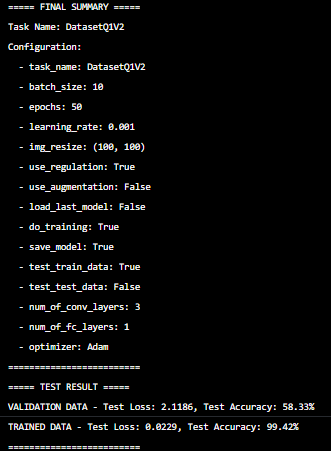 ===== FINAL SUMMARY =====
Task Name: DatasetQ1V2
Configuration:
- task_name: DatasetQ1V2
- batch_size: 10
- epochs: 50
- learning_rate: 0.001
- img_resize: (100, 100)
- use_regulation: True
- use_augmentation: False
- load_last_model: False
- do_training: True
- save_model: True
- test_train_data: True
- test_test_data: False
- num_of_conv_layers: 3
- num_of_fc_layers: 1
- optimizer: Adam
=========================
===== TEST RESULT =====
VALIDATION DATA - Test Loss: 2.1186, Test Accuracy: 58.33%
TRAINED DATA - Test Loss: 0.0229, Test Accuracy: 99.42%
=========================